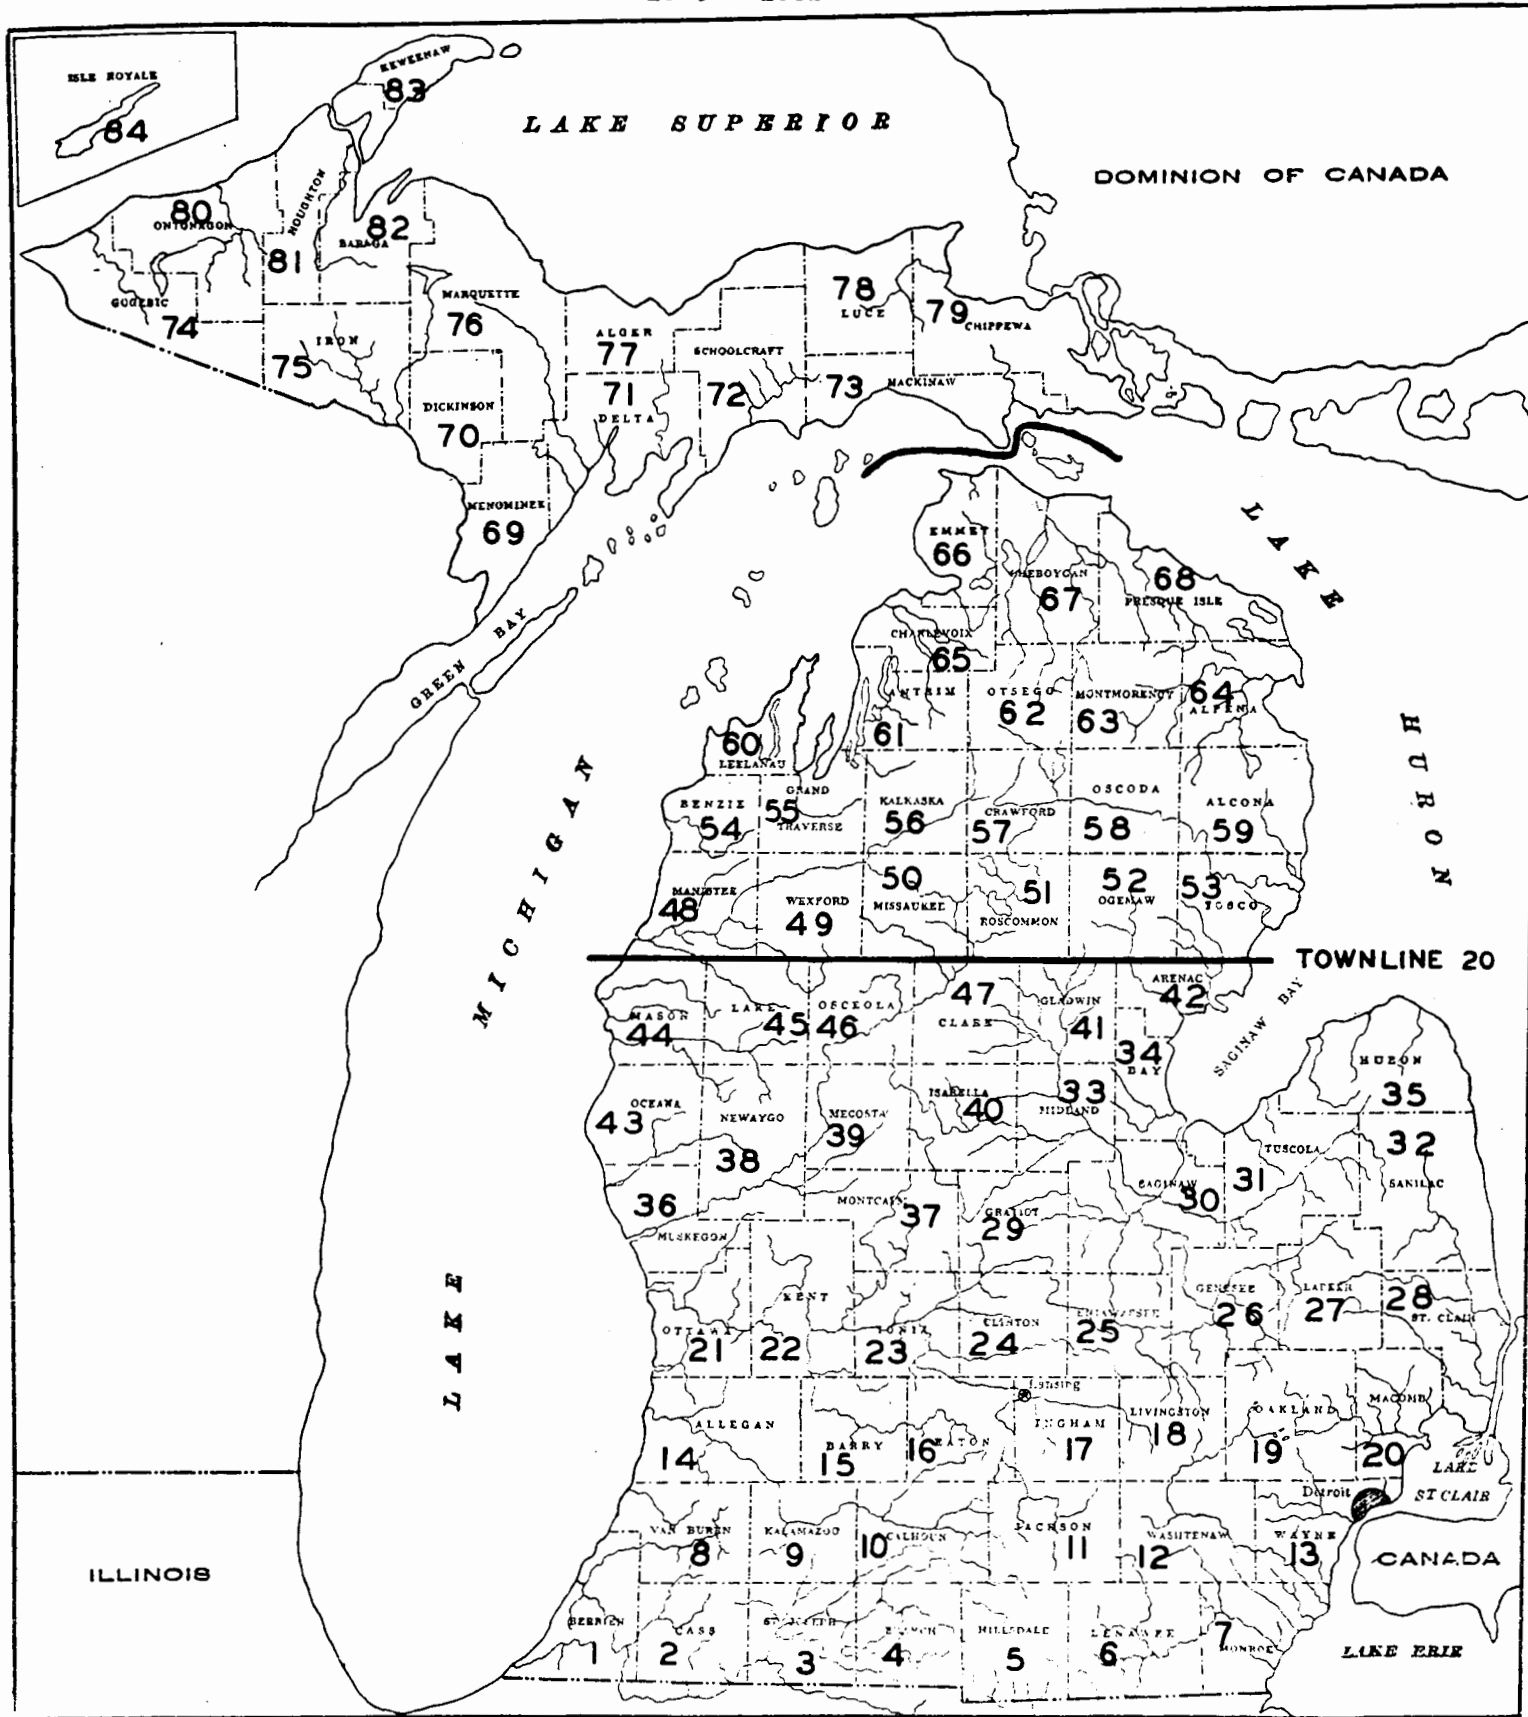 KEWEENAW
83
ISLE ROYALE
84
LAKE SUPERIOR
DOMINION OF CANADA
HOUGHTON
81
80
ONTONAGON
82
BARAGA
GOGEBIC
74
IRON
75
MARQUETTE
76
ALGER
77
SCHOOLCRAFT
72
78
LUCE
79
CHIPPEWA
73
MACKINAW
71
DELTA
DICKINSON
70
MENOMINEE
69
GREEN BAY
LAKE MICHIGAN
LAKE HURON
EMMET
66
CHEBOYGAN
67
68
PRESQUE ISLE
CHARLEVOIX
65
ANTRIM
61
OTSEGO
62
MONTMORENCY
63
64
ALPENA
60
LEELANAU
BENZIE
54
GRAND
55
TRAVERSE
KALKASKA
56
CRAWFORD
57
OSCODA
58
ALCONA
59
MANISTEE
48
WEXFORD
49
50
MISSAUKEE
51
ROSCOMMON
52
OGEMAW
53
IOSCO
TOWNLINE 20
MASON
44
LAKE
45
OSCEOLA
46
47
CLARE
GLADWIN
41
ARENAC
42
34
BAY
SAGINAW BAY
HURON
35
OCEANA
43
NEWAYGO
38
MECOSTA
39
ISABELLA
40
33
MIDLAND
TUSCOLA
31
32
SANILAC
36
MUSKEGON
MONTCALM
37
GRATIOT
29
SAGINAW
30
OTTAWA
21
KENT
22
IONIA
23
CLINTON
24
SHIAWASSEE
25
GENESEE
26
LAPEER
27
28
ST. CLAIR
Lansing
ALLEGAN
14
BARRY
15
16
EATON
INGHAM
17
LIVINGSTON
18
OAKLAND
19
MACOMB
20
LAKE
ST CLAIR
Detroit
VAN BUREN
8
KALAMAZOO
9
10
CALHOUN
JACKSON
11
WASHTENAW
12
WAYNE
13
CANADA
ILLINOIS
BERRIEN
1
CASS
2
ST. JOSEPH
3
BRANCH
4
HILLSDALE
5
LENAWEE
6
7
MONROE
LAKE ERIE